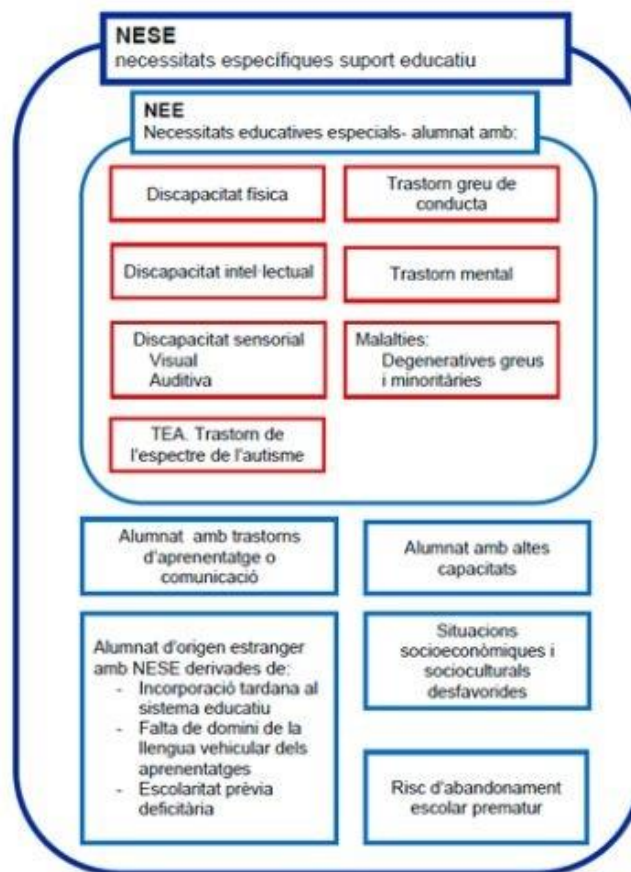 NESE
necessitats específiques suport educatiu
NEE
Necessitats educatives especials- alumnat amb:
Discapacitat física
Trastorn greu de
conducta
Discapacitat intel·lectual
Trastorn mental
Discapacitat sensorial
Visual
Auditiva
Malalties:
Degeneratives greus
i minoritàries
TEA. Trastorn de
l'espectre de l'autisme
Alumnat amb trastorns
d'aprenentatge o
comunicació
Alumnat amb altes
capacitats
Alumnat d'origen estranger
amb NESE derivades de:
- Incorporació tardana al
sistema educatiu
- Falta de domini de la
llengua vehicular dels
aprenentatges
- Escolaritat prèvia
deficitària
Situacions
socioeconòmiques i
socioculturals
desfavorides
Risc d'abandonament
escolar prematur